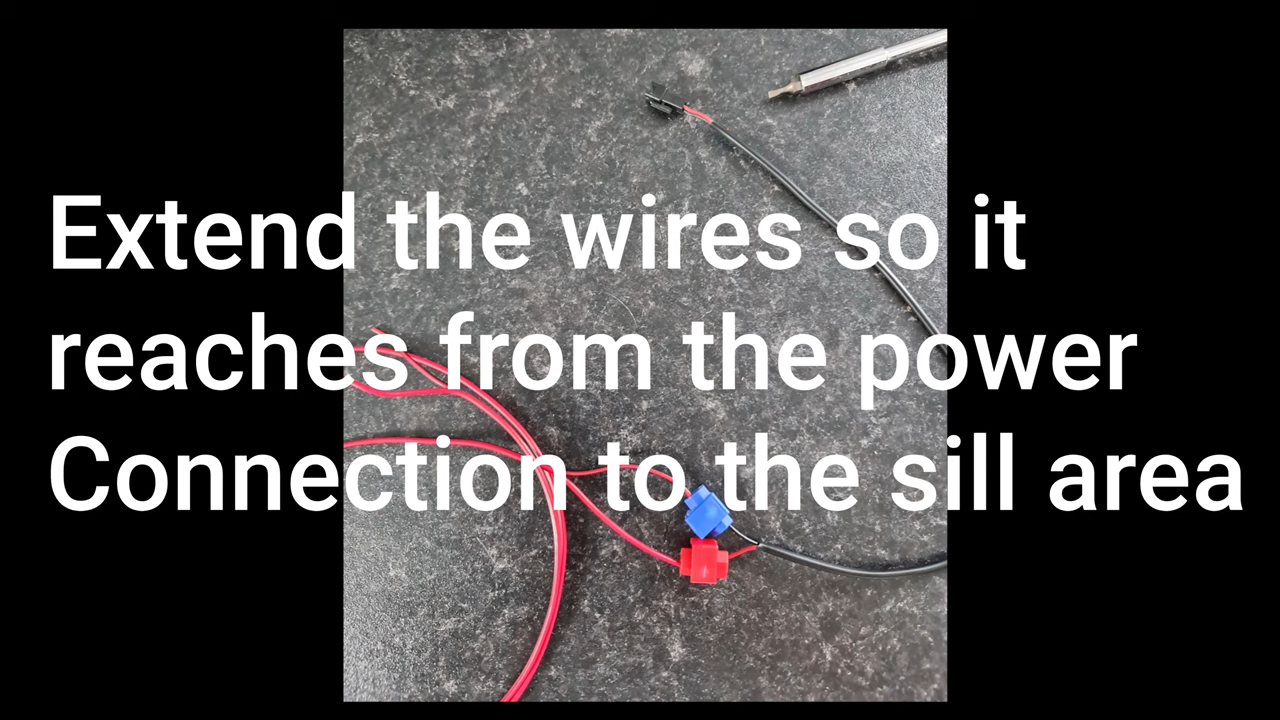 Extend the wires so it
reaches from the power
Connection to the sill area